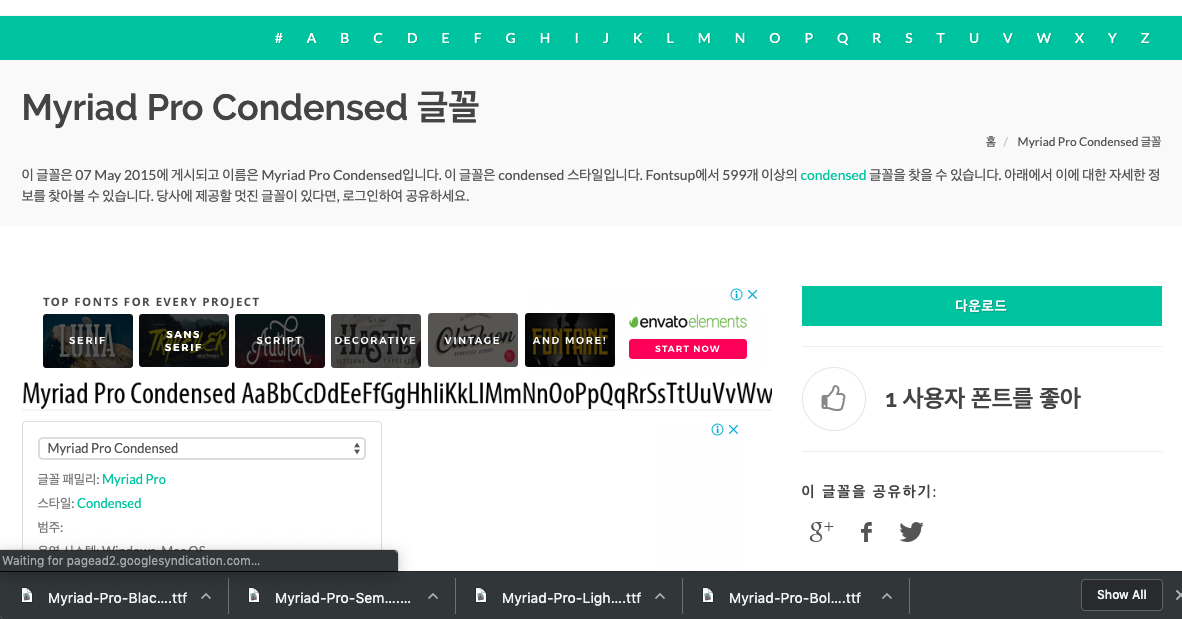 # A B C D E F G H I J K L M N O P Q R S T U V W X Y Z
Myriad Pro Condensed 글꼴
홈 / Myriad Pro Condensed 글꼴
이 글꼴은 07 May 2015에 게시되고 이름은 Myriad Pro Condensed입니다. 이 글꼴은 condensed 스타일입니다. Fontsup에서 599개 이상의 condensed 글꼴을 찾을 수 있습니다. 아래에서 이에 대한 자세한 정
보를 찾아볼 수 있습니다. 당사에 제공할 멋진 글꼴이 있다면, 로그인하여 공유하세요.
TOP FONTS FOR EVERY PROJECT
SERIF
SANS
SERIF
SCRIPT
DECORATIVE
VINTAGE
AND MORE!
envatoelements
START NOW
다운로드
Myriad Pro Condensed AaBbCcDdEeFfGgHhIiKkLlMmNnOoPpQqRrSsTtUuVvWw
1 사용자 폰트를 좋아
Myriad Pro Condensed
글꼴 패밀리: Myriad Pro
스타일: Condensed
범주:
운영 시스템: Windows, Mac OS
이 글꼴을 공유하기:
g+ f
Waiting for pagead2.googlesyndication.com...
Myriad-Pro-Blac....ttf
Myriad-Pro-Sem.......
Myriad-Pro-Ligh....ttf
Myriad-Pro-Bol....ttf
Show All